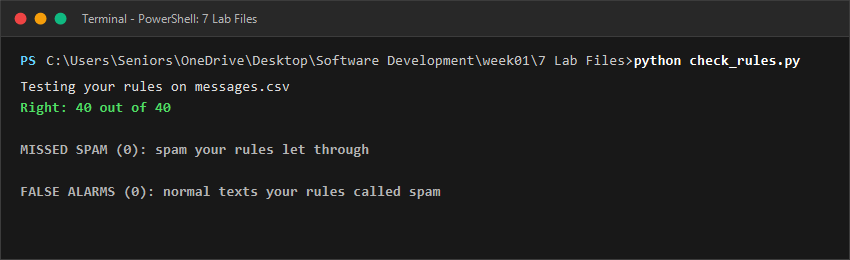 Terminal - PowerShell: 7 Lab Files
PS C:\Users\Seniors\OneDrive\Desktop\Software Development\week01\7 Lab Files>python check_rules.py
Testing your rules on messages.csv
Right: 40 out of 40
MISSED SPAM (0): spam your rules let through
FALSE ALARMS (0): normal texts your rules called spam